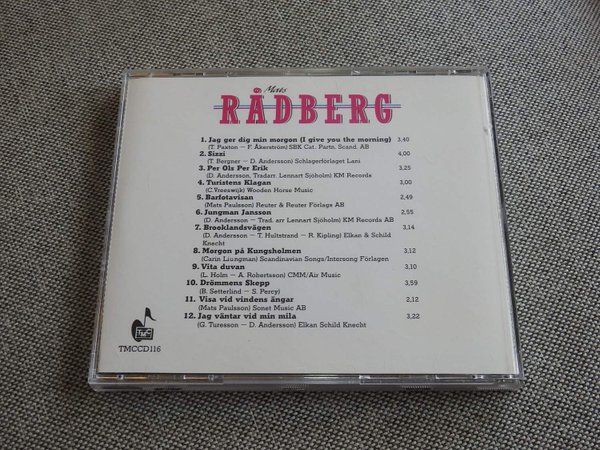 Mats
RÅDBERG
1. Jag ger dig min morgon (I give you the morning) 3,40
(T. Paxton — F. Åkerström) SBK Cat. Partn. Scand. AB
2. Sizzi 4,00
(T. Bergner — D. Andersson) Schlagerförlaget Lani
3. Per Ols Per Erik 3,25
(D. Andersson, Tradarr. Lennart Sjöholm) KM Records
4. Turistens Klagan 3,00
(C.Vreeswijk) Wooden Horse Music
5. Barfotavisan 2,49
(Mats Paulsson) Reuter & Reuter Förlags AB
6. Jungman Jansson 2,55
(D. Andersson — Trad. arr Lennart Sjöholm) KM Records AB
7. Brooklandsvägen 3,14
(D. Andersson — T. Hultstrand — R. Kipling) Elkan & Schild
Knecht
8. Morgon på Kungsholmen 3,12
(Carin Ljungman) Scandinavian Songs/Intersong Förlagen
9. Vita duvan 3,10
(L. Holm — A. Robertsson) CMM/Air Music
10. Drömmens Skepp 3,59
(B. Setterlind — S. Percy)
11. Visa vid vindens ängar 2,12
(Mats Paulsson) Sonet Music AB
12. Jag väntar vid min mila 3,22
(G. Turesson — D. Andersson) Elkan Schild Knecht
TMC
TMCCD116